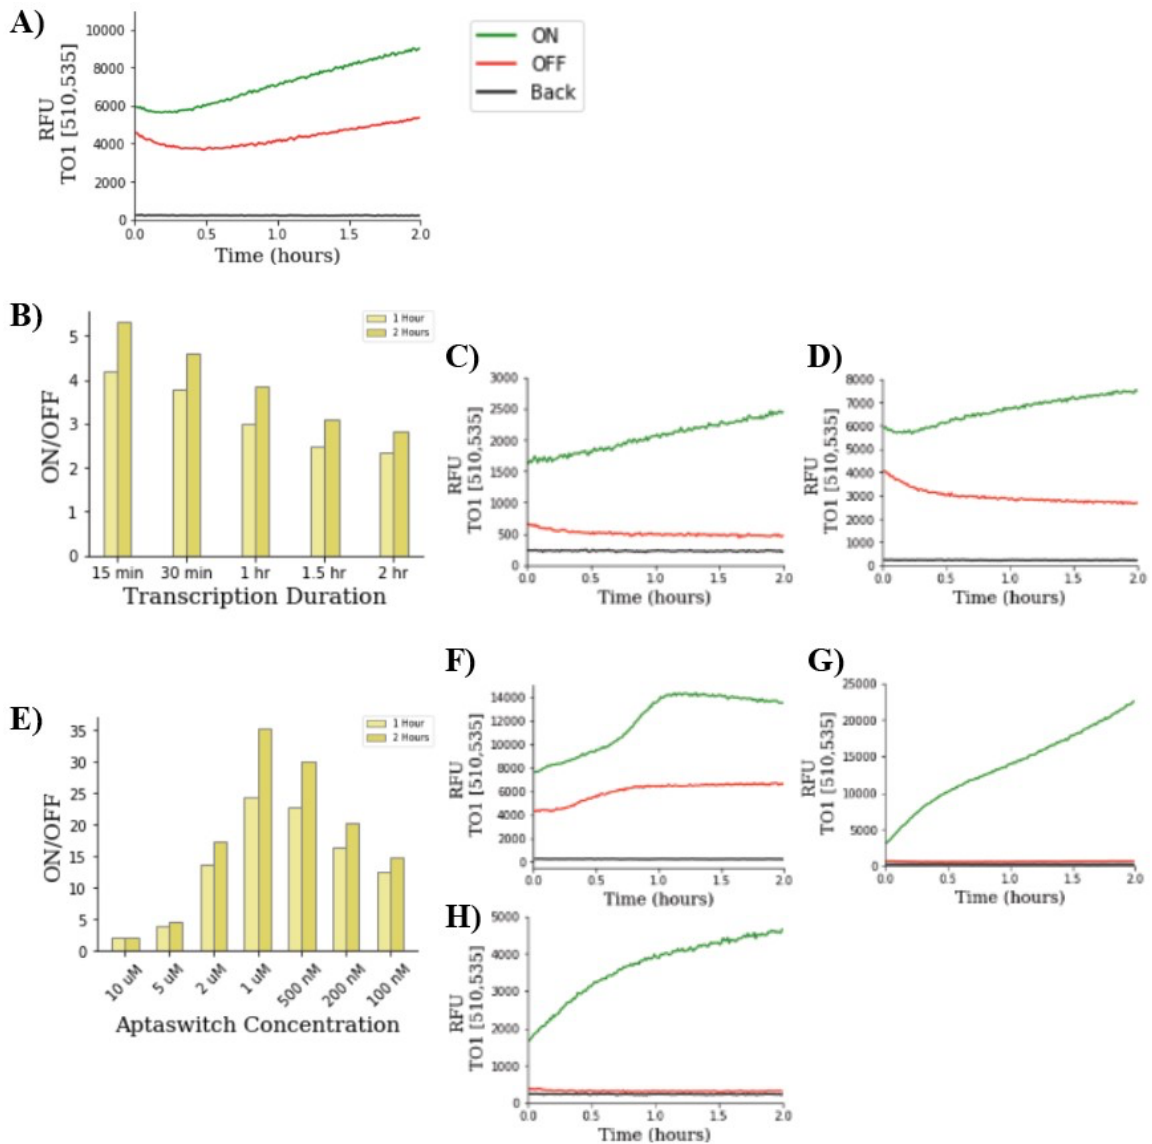 A)
RFU
TO1 [510,535]
10000
8000
6000
4000
2000
0
0.0 0.5 1.0 1.5 2.0
Time (hours)
ON
OFF
Back
B)
ON/OFF
5
4
3
2
1
0
1 Hour
2 Hours
15 min 30 min 1 hr 1.5 hr 2 hr
Transcription Duration
C)
RFU
TO1 [510,535]
3000
2500
2000
1500
1000
500
0
0.0 0.5 1.0 1.5 2.0
Time (hours)
D)
RFU
TO1 [510,535]
8000
7000
6000
5000
4000
3000
2000
1000
0
0.0 0.5 1.0 1.5 2.0
Time (hours)
E)
ON/OFF
35
30
25
20
15
10
5
0
1 Hour
2 Hours
10 uM 5 uM 2 uM 1 uM 500 nM 200 nM 100 nM
Aptaswitch Concentration
F)
RFU
TO1 [510,535]
14000
12000
10000
8000
6000
4000
2000
0
0.0 0.5 1.0 1.5 2.0
Time (hours)
G)
RFU
TO1 [510,535]
25000
20000
15000
10000
5000
0
0.0 0.5 1.0 1.5 2.0
Time (hours)
H)
RFU
TO1 [510,535]
5000
4000
3000
2000
1000
0
0.0 0.5 1.0 1.5 2.0
Time (hours)